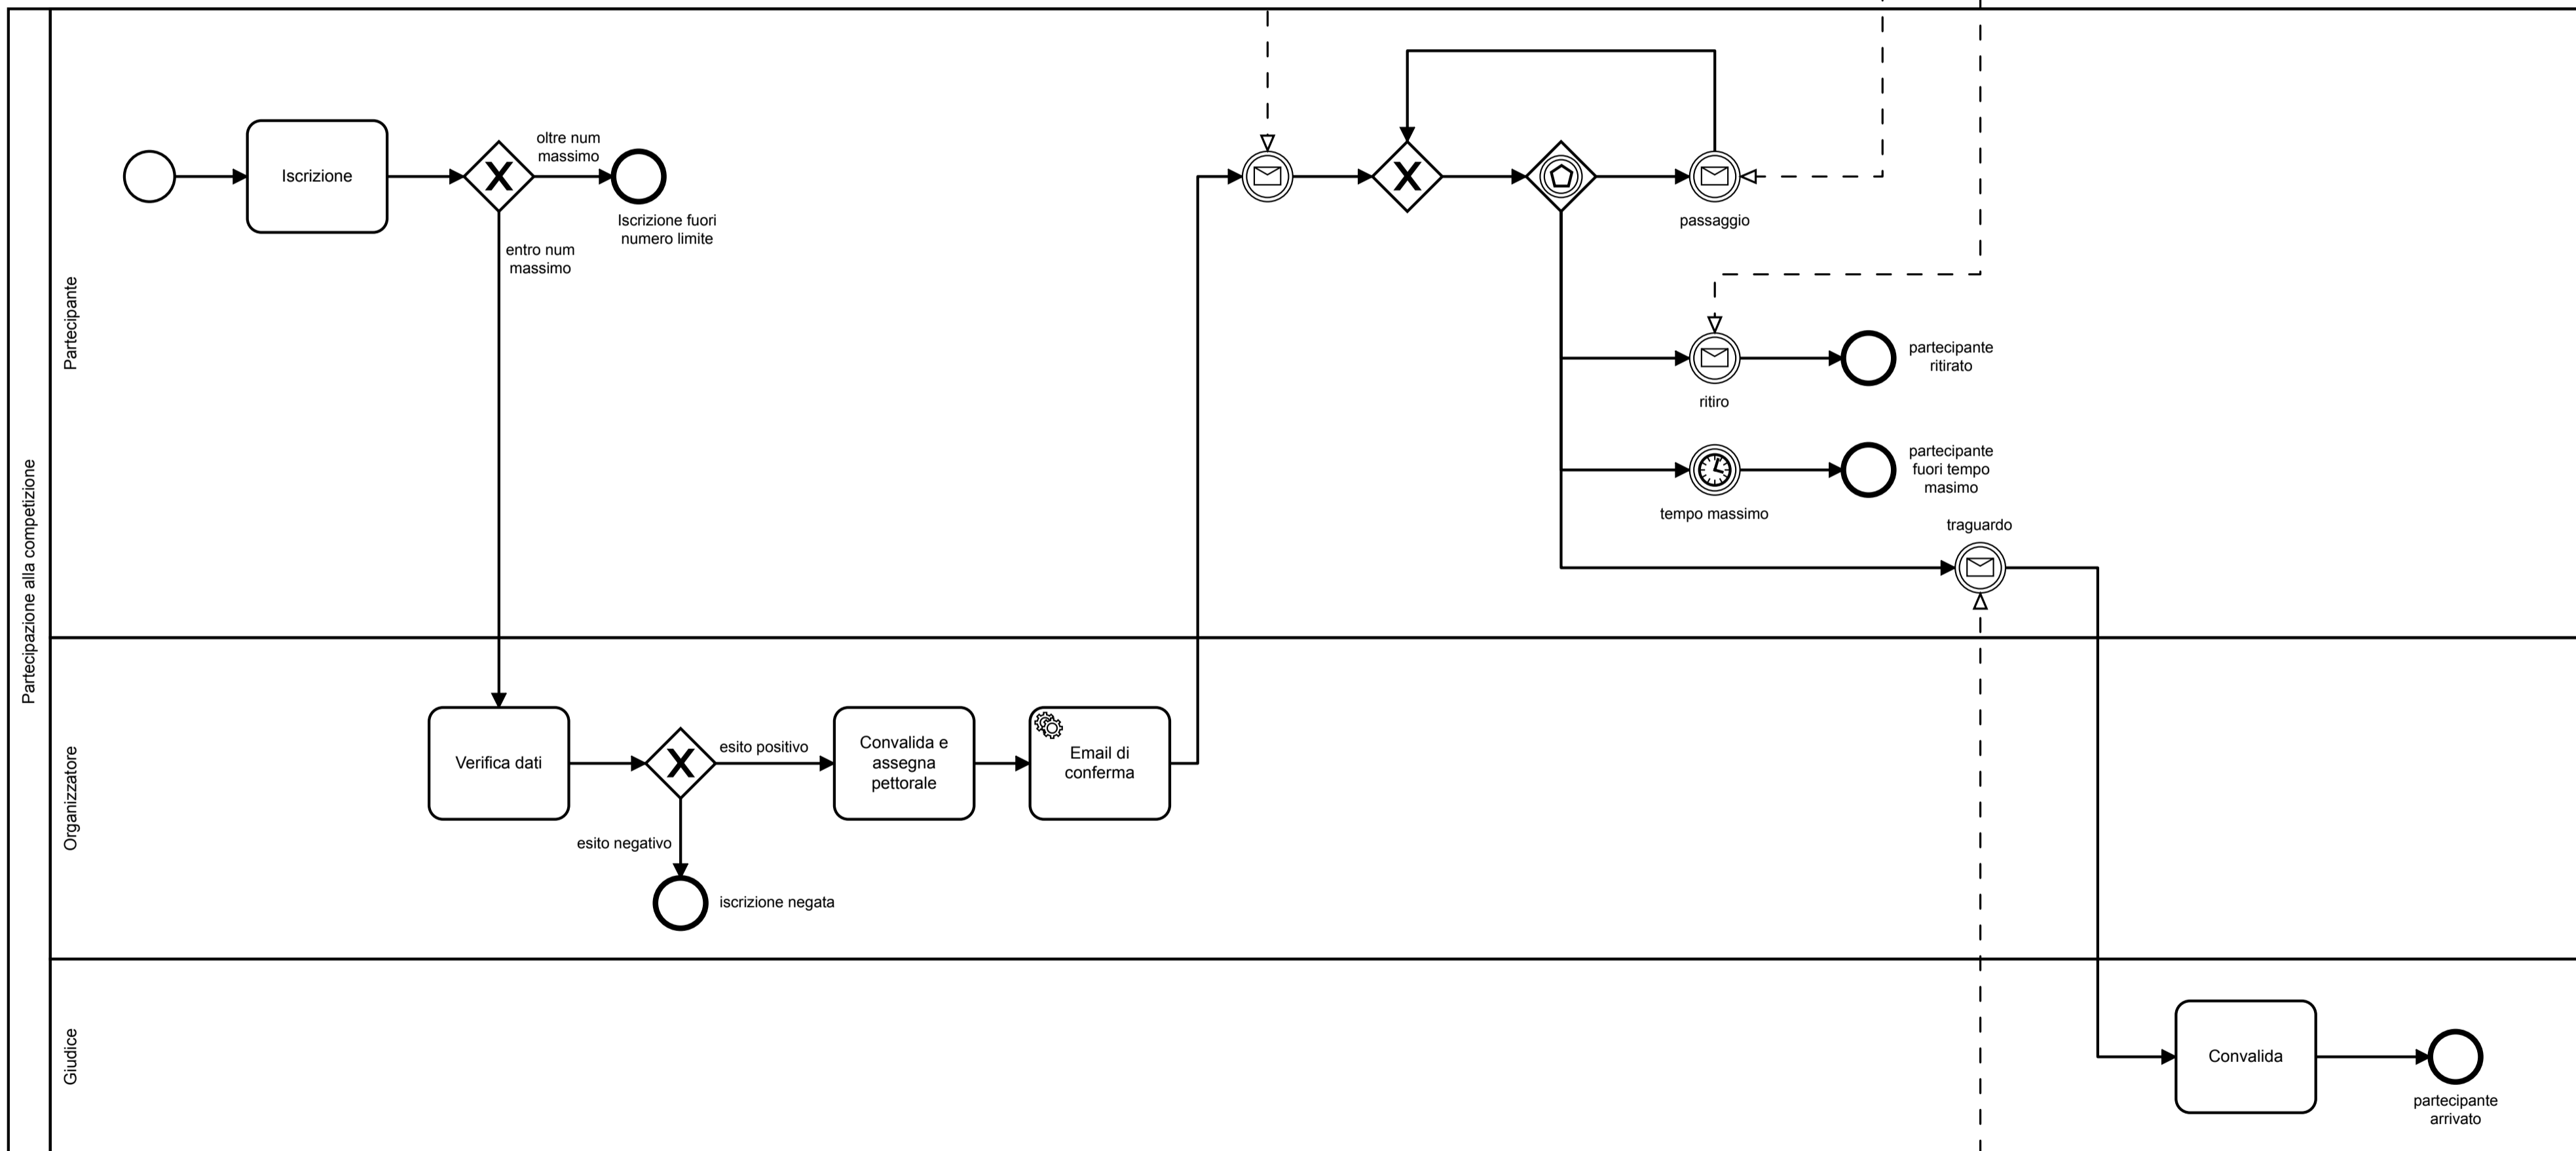 Partecipazione alla competizione
Partecipante
Iscrizione
oltre num
massimo
Iscrizione fuori
numero limite
entro num
massimo
passaggio
ritiro
partecipante
ritirato
tempo massimo
partecipante
fuori tempo
masimo
traguardo
Organizzatore
Verifica dati
esito positivo
esito negativo
iscrizione negata
Convalida e
assegna
pettorale
Email di
conferma
Giudice
Convalida
partecipante
arrivato